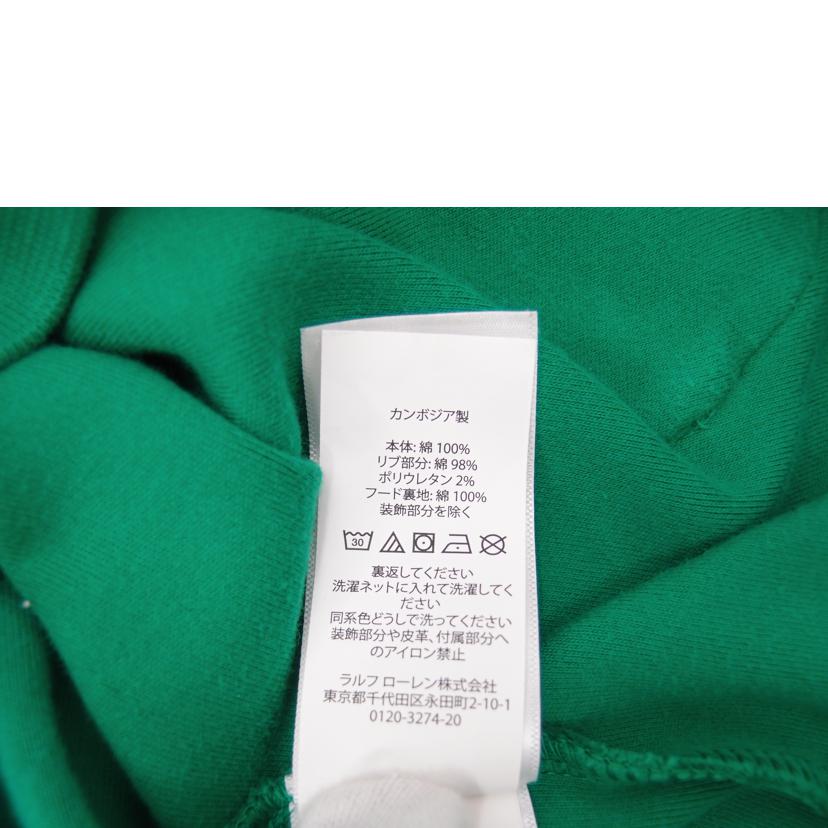 カンボジア製
本体: 綿 100%
リブ部分: 綿 98%
ポリウレタン 2%
フード裏地: 綿 100%
装飾部分を除く
30
裏返してください
洗濯ネットに入れて洗濯してく
ださい
同系色どうしで洗ってください
装飾部分や皮革、付属部分へ
のアイロン禁止
ラルフ ローレン株式会社
東京都千代田区永田町2-10-1
0120-3274-20